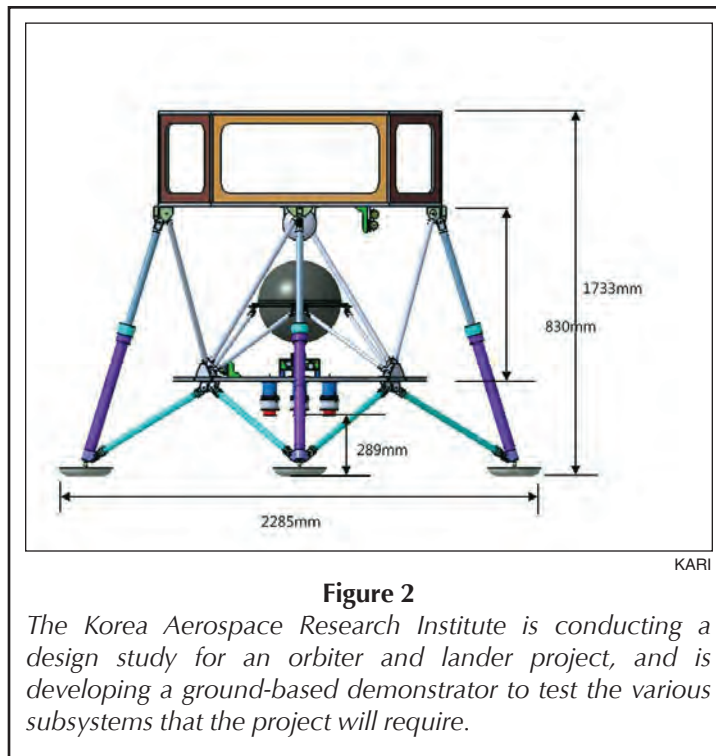 1733mm
830mm
289mm
2285mm
KARI
Figure 2
The Korea Aerospace Research Institute is conducting a
design study for an orbiter and lander project, and is
developing a ground-based demonstrator to test the various
subsystems that the project will require.